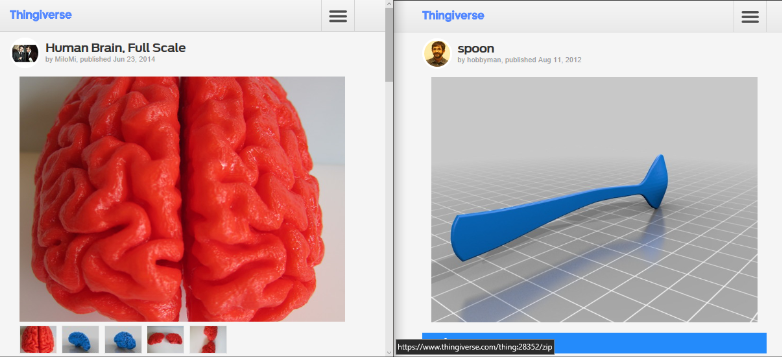 Thingiverse
Human Brain, Full Scale
by MiloMi, published Jun 23, 2014
Thingiverse
spoon
by hobbyman, published Aug 11, 2012
https://www.thingiverse.com/thing:28352/zip